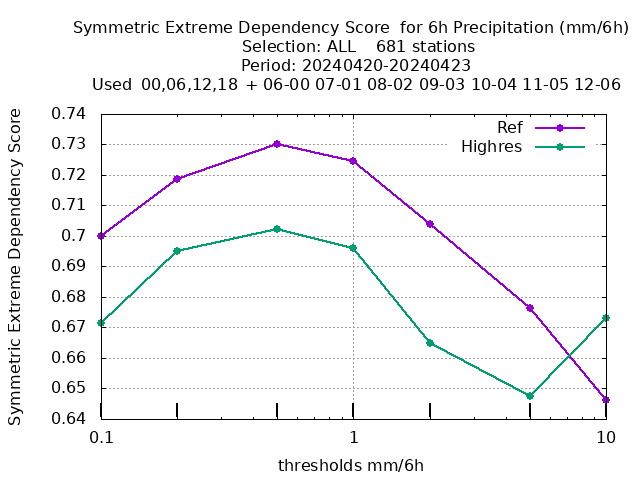 Symmetric Extreme Dependency Score  for 6h Precipitation (mm/6h)
Selection: ALL    681 stations
Period: 20240420-20240423
Used  00,06,12,18  + 06-00 07-01 08-02 09-03 10-04 11-05 12-06
Symmetric Extreme Dependency Score
0.74
0.73
0.72
0.71
0.7
0.69
0.68
0.67
0.66
0.65
0.64
Ref
Highres
0.1
1
10
thresholds mm/6h